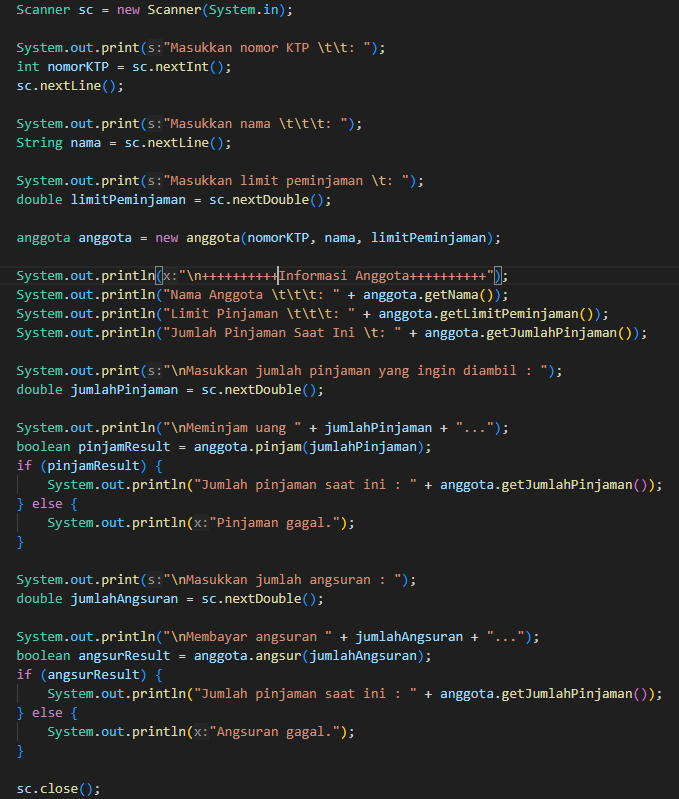 Scanner sc = new Scanner(System.in);
System.out.print(s:"Masukkan nomor KTP \t\t: ");
int nomorKTP = sc.nextInt();
sc.nextLine();
System.out.print(s:"Masukkan nama \t\t\t: ");
String nama = sc.nextLine();
System.out.print(s:"Masukkan limit peminjaman \t: ");
double limitPeminjaman = sc.nextDouble();
anggota anggota = new anggota(nomorKTP, nama, limitPeminjaman);
System.out.println(x:"\n++++++++++Informasi Anggota++++++++++");
System.out.println("Nama Anggota \t\t\t: " + anggota.getNama());
System.out.println("Limit Pinjaman \t\t\t: " + anggota.getLimitPeminjaman());
System.out.println("Jumlah Pinjaman Saat Ini \t: " + anggota.getJumlahPinjaman());
System.out.print(s:"\nMasukkan jumlah pinjaman yang ingin diambil : ");
double jumlahPinjaman = sc.nextDouble();
System.out.println("\nMeminjam uang " + jumlahPinjaman + "...");
boolean pinjamResult = anggota.pinjam(jumlahPinjaman);
if (pinjamResult) {
System.out.println("Jumlah pinjaman saat ini : " + anggota.getJumlahPinjaman());
} else {
System.out.println(x:"Pinjaman gagal.");
}
System.out.print(s:"\nMasukkan jumlah angsuran : ");
double jumlahAngsuran = sc.nextDouble();
System.out.println("\nMembayar angsuran " + jumlahAngsuran + "...");
boolean angsurResult = anggota.angsur(jumlahAngsuran);
if (angsurResult) {
System.out.println("Jumlah pinjaman saat ini : " + anggota.getJumlahPinjaman());
} else {
System.out.println(x:"Angsuran gagal.");
}
sc.close();